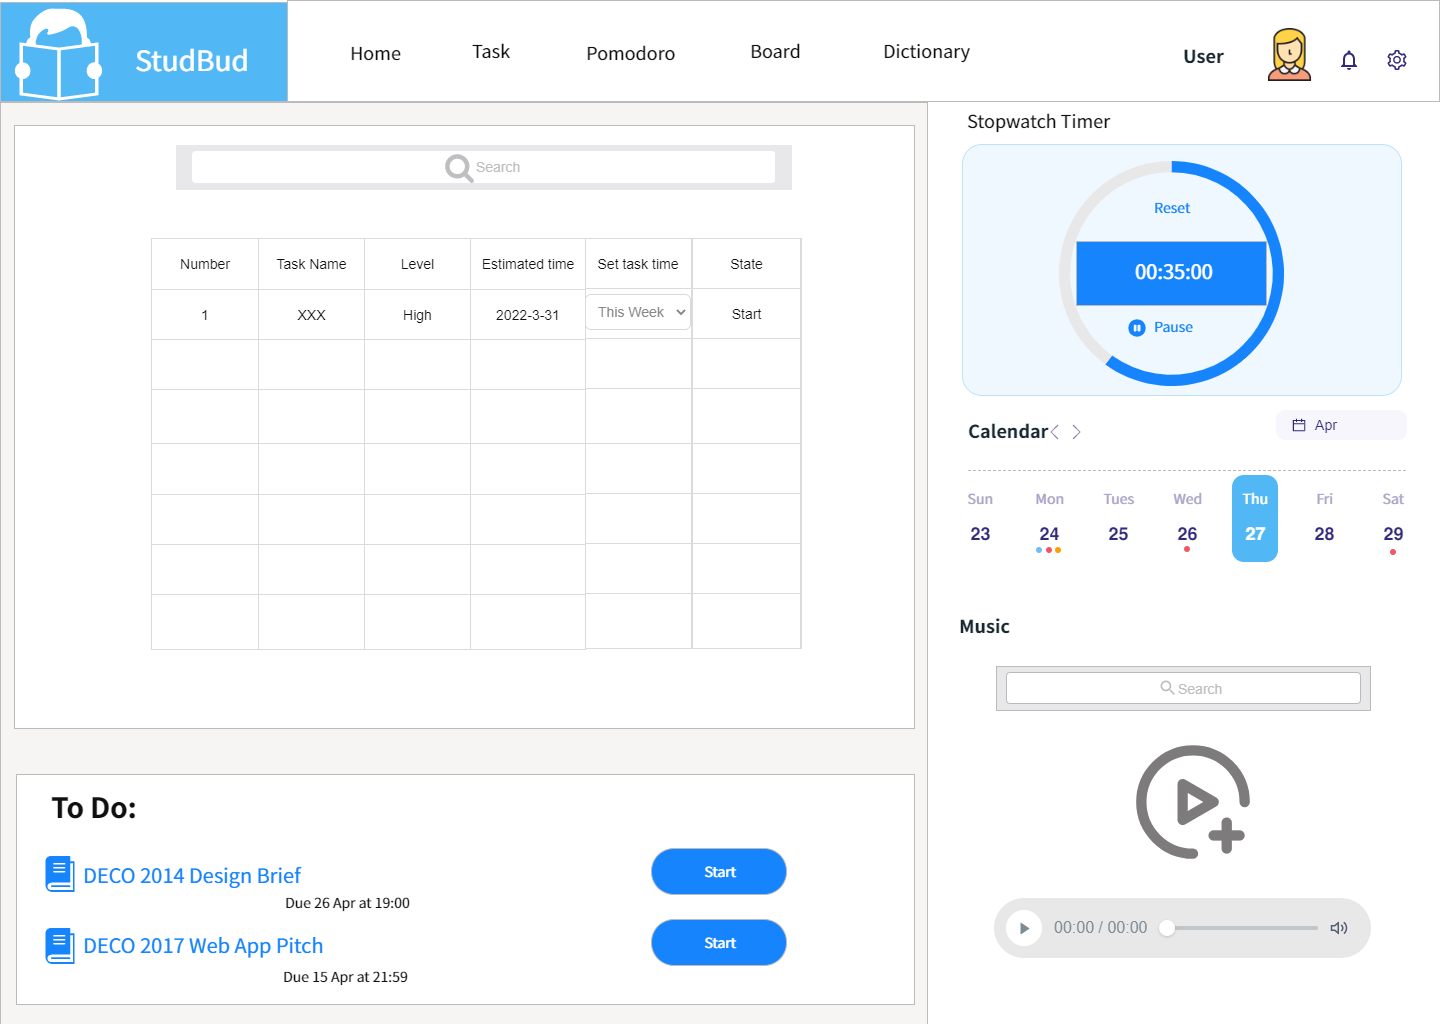 StudBud
Home Task Pomodoro Board Dictionary User
Search
Number Task Name Level Estimated time Set task time State
1 XXX High 2022-3-31 This Week Start
To Do:
DECO 2014 Design Brief Start
Due 26 Apr at 19:00
DECO 2017 Web App Pitch Start
Due 15 Apr at 21:59
Stopwatch Timer
Reset
00:35:00
Pause
Calendar Apr
Sun Mon Tues Wed Thu Fri Sat
23 24 25 26 27 28 29
Music
Search
00:00 / 00:00